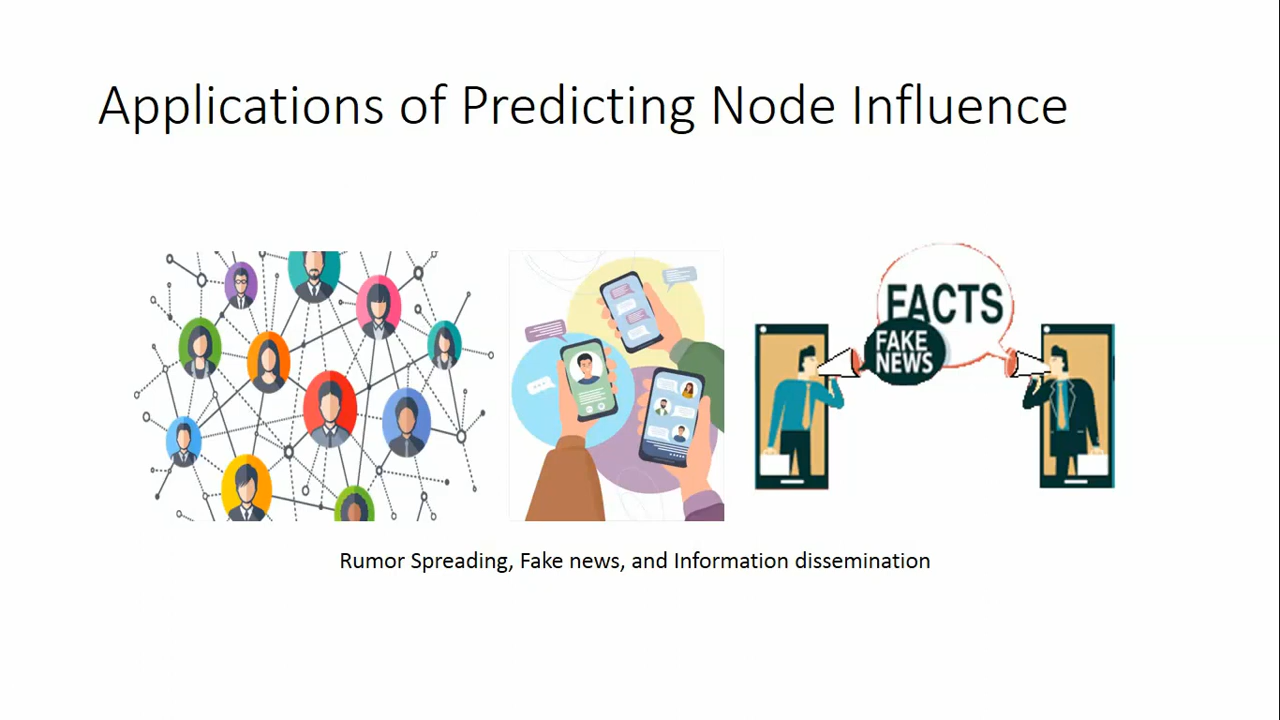 Applications of Predicting Node Influence
FACTS
FAKE
NEWS
Rumor Spreading, Fake news, and Information dissemination